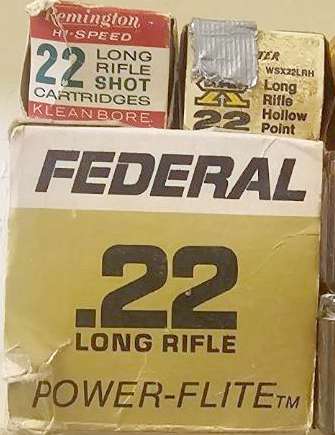 Remington
HI-SPEED
22 LONG
RIFLE
SHOT
CARTRIDGES
KLEANBORE
TER
WSX22LRH
X
22
Long
Rifle
Hollow
Point
FEDERAL
.22
LONG RIFLE
POWER-FLITE™